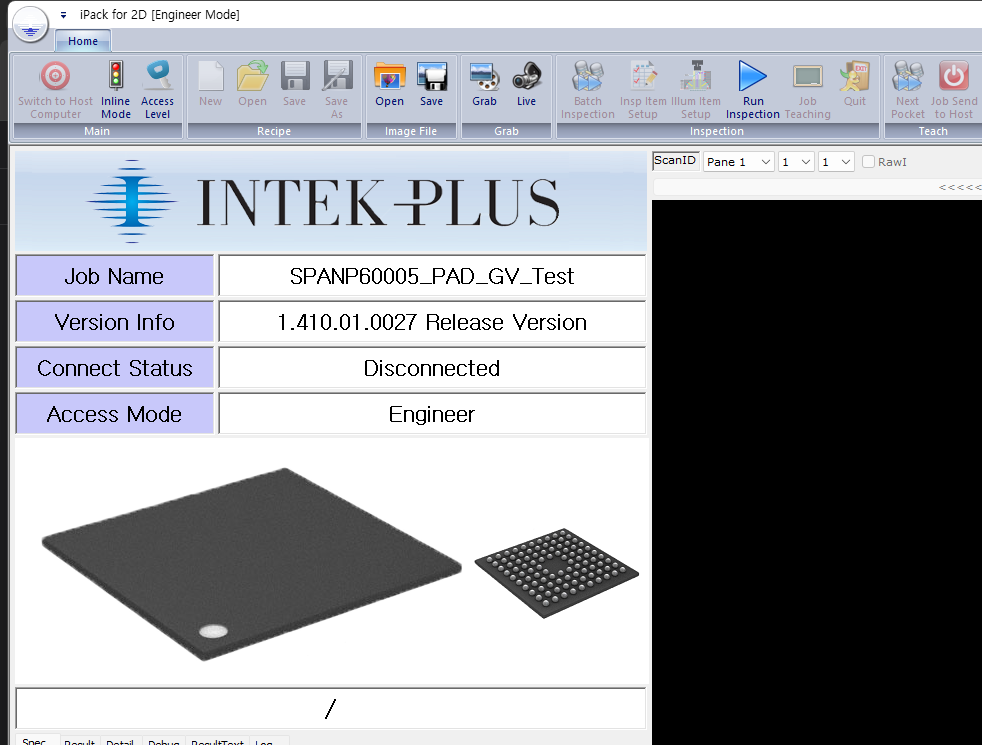 iPack for 2D [Engineer Mode]
Home
Switch to Host Computer
Inline Mode
Access Level
Main
New
Open
Save
Save As
Recipe
Open
Save
Image File
Grab
Live
Grab
Batch Inspection
Insp Item Setup
Illum Item Setup
Run Inspection
Job Teaching
EXIT
Quit
Inspection
Next Pocket
Job Send to Host
Teach
INTEK PLUS
ScanID
Pane 1
1
1
RawI
<<<<<
Job Name
SPANP60005_PAD_GV_Test
Version Info
1.410.01.0027 Release Version
Connect Status
Disconnected
Access Mode
Engineer
/
Spec
Result
Detail
Debug
ResultText
Log